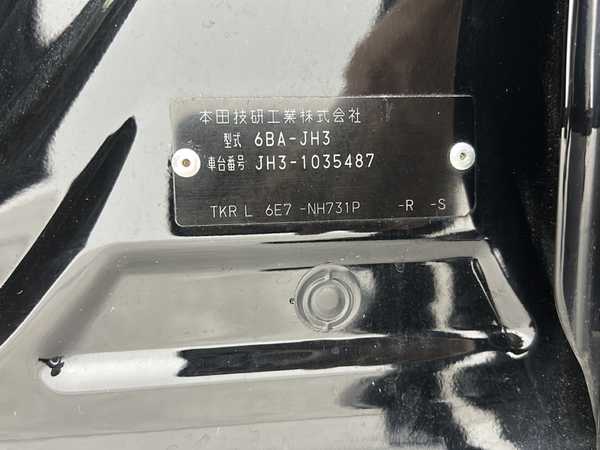 本田技研工業株式会社
型式 6BA-JH3
車台番号 JH3-1035487
TKR L 6E7 -NH731P -R -S